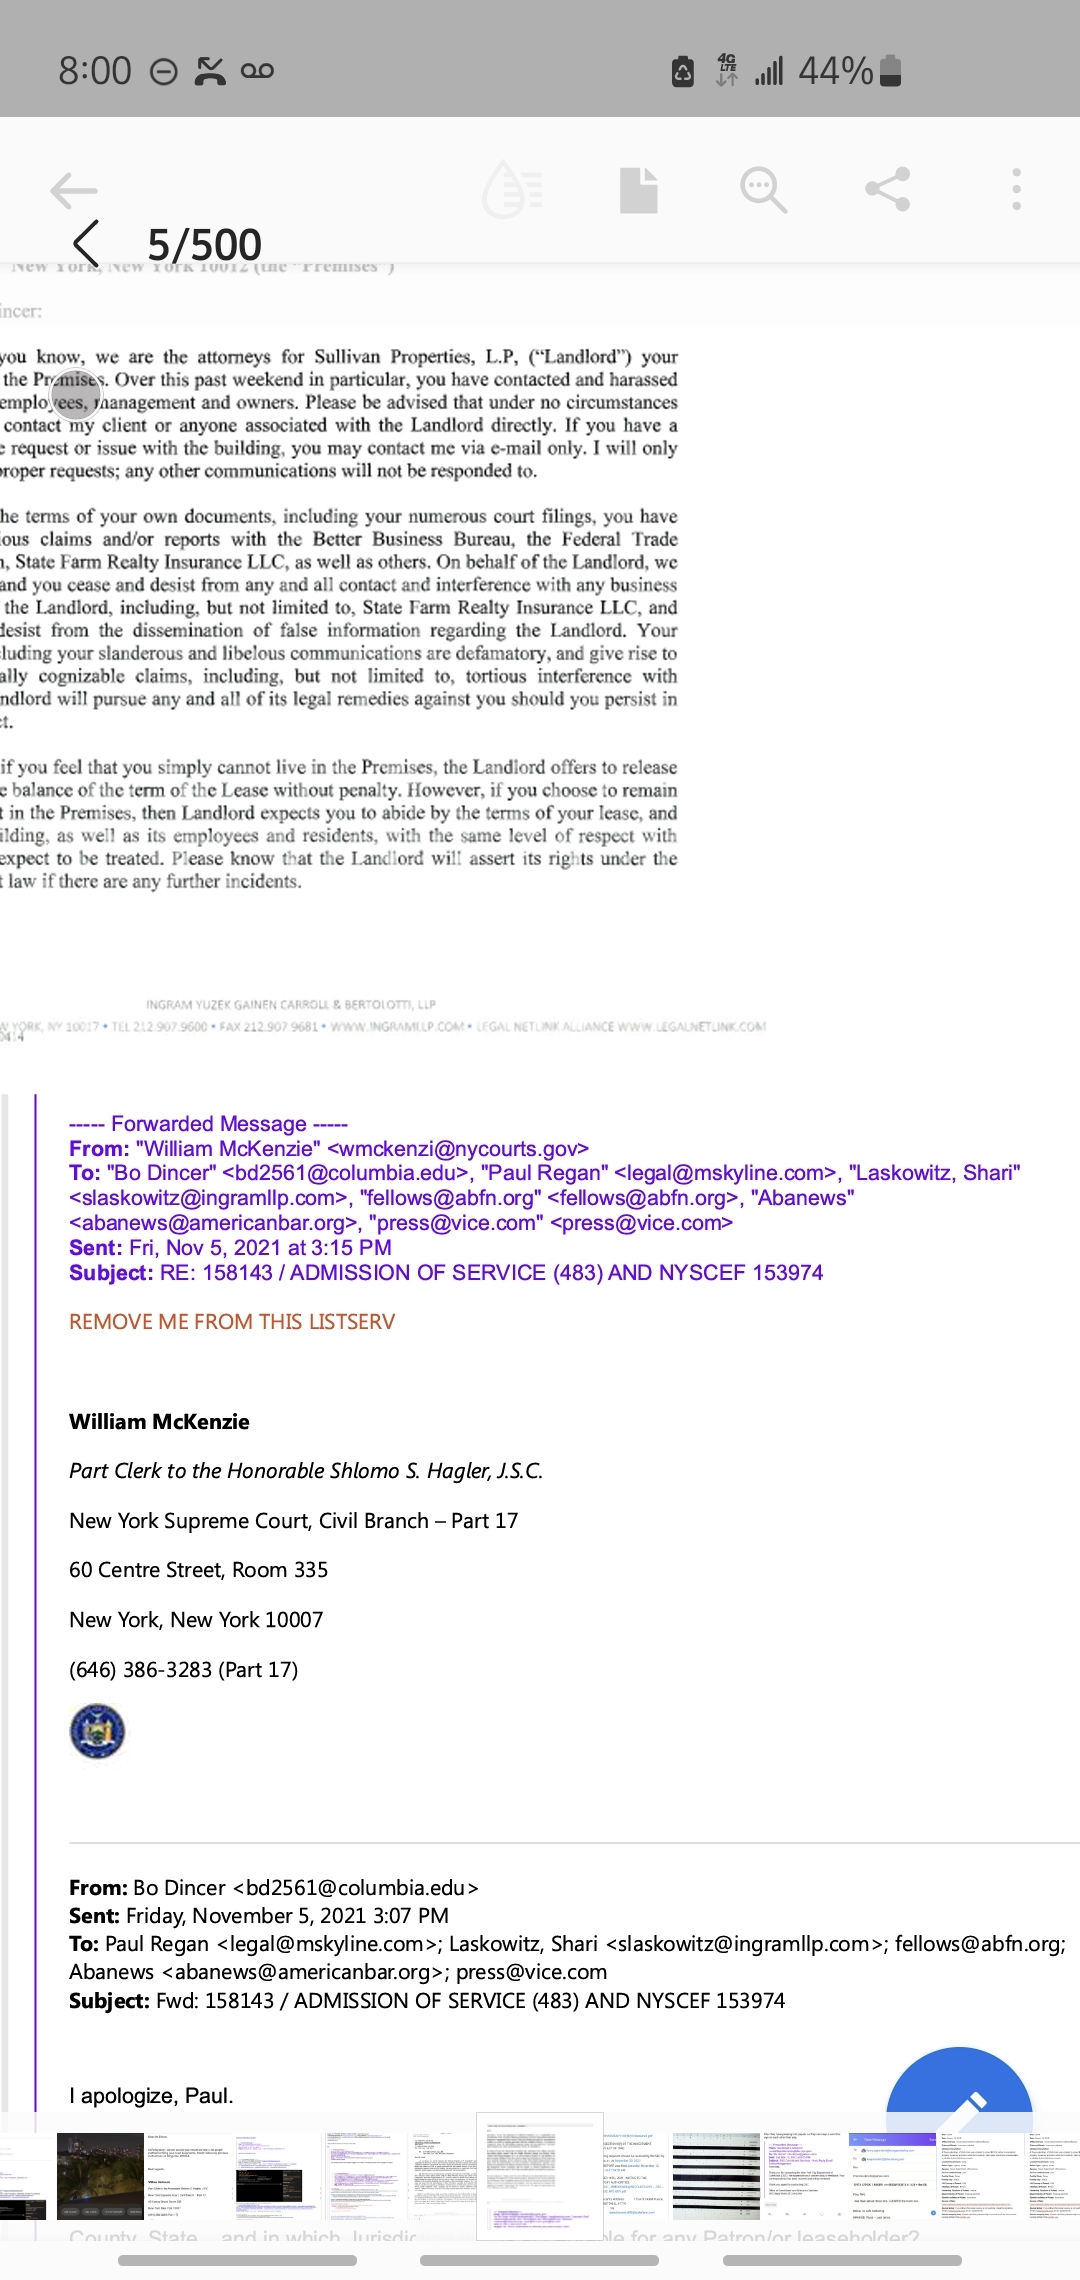 8:00
4G LTE
44%
5/500
New York, New York 10012 (the "Premises")
incer:
you know, we are the attorneys for Sullivan Properties, L.P, (“Landlord”) your
the Premises. Over this past weekend in particular, you have contacted and harassed
employees, management and owners. Please be advised that under no circumstances
contact my client or anyone associated with the Landlord directly. If you have a
e request or issue with the building, you may contact me via e-mail only. I will only
proper requests; any other communications will not be responded to.
he terms of your own documents, including your numerous court filings, you have
ious claims and/or reports with the Better Business Bureau, the Federal Trade
n, State Farm Realty Insurance LLC, as well as others. On behalf of the Landlord, we
and you cease and desist from any and all contact and interference with any business
the Landlord, including, but not limited to, State Farm Realty Insurance LLC, and
desist from the dissemination of false information regarding the Landlord. Your
cluding your slanderous and libelous communications are defamatory, and give rise to
ally cognizable claims, including, but not limited to, tortious interference with
ndlord will pursue any and all of its legal remedies against you should you persist in
ct.
if you feel that you simply cannot live in the Premises, the Landlord offers to release
e balance of the term of the Lease without penalty. However, if you choose to remain
t in the Premises, then Landlord expects you to abide by the terms of your lease, and
ilding, as well as its employees and residents, with the same level of respect with
expect to be treated. Please know that the Landlord will assert its rights under the
t law if there are any further incidents.
INGRAM YUZEK GAINEN CARROLL & BERTOLOTTI, LLP
W YORK, NY 10017 • TEL 212.907.9600 • FAX 212.907.9681 • WWW.INGRAMLLP.COM • LEGAL NETLINK ALLIANCE WWW.LEGALNETLINK.COM
0414
----- Forwarded Message -----
From: "William McKenzie" <wmckenzi@nycourts.gov>
To: "Bo Dincer" <bd2561@columbia.edu>, "Paul Regan" <legal@mskyline.com>, "Laskowitz, Shari"
<slaskowitz@ingramllp.com>, "fellows@abfn.org" <fellows@abfn.org>, "Abanews"
<abanews@americanbar.org>, "press@vice.com" <press@vice.com>
Sent: Fri, Nov 5, 2021 at 3:15 PM
Subject: RE: 158143 / ADMISSION OF SERVICE (483) AND NYSCEF 153974
REMOVE ME FROM THIS LISTSERV
William McKenzie
Part Clerk to the Honorable Shlomo S. Hagler, J.S.C.
New York Supreme Court, Civil Branch – Part 17
60 Centre Street, Room 335
New York, New York 10007
(646) 386-3283 (Part 17)
From: Bo Dincer <bd2561@columbia.edu>
Sent: Friday, November 5, 2021 3:07 PM
To: Paul Regan <legal@mskyline.com>; Laskowitz, Shari <slaskowitz@ingramllp.com>; fellows@abfn.org;
Abanews <abanews@americanbar.org>; press@vice.com
Subject: Fwd: 158143 / ADMISSION OF SERVICE (483) AND NYSCEF 153974
I apologize, Paul.
County, State, and in which Jurisdic le for any Patron/or leaseholder?